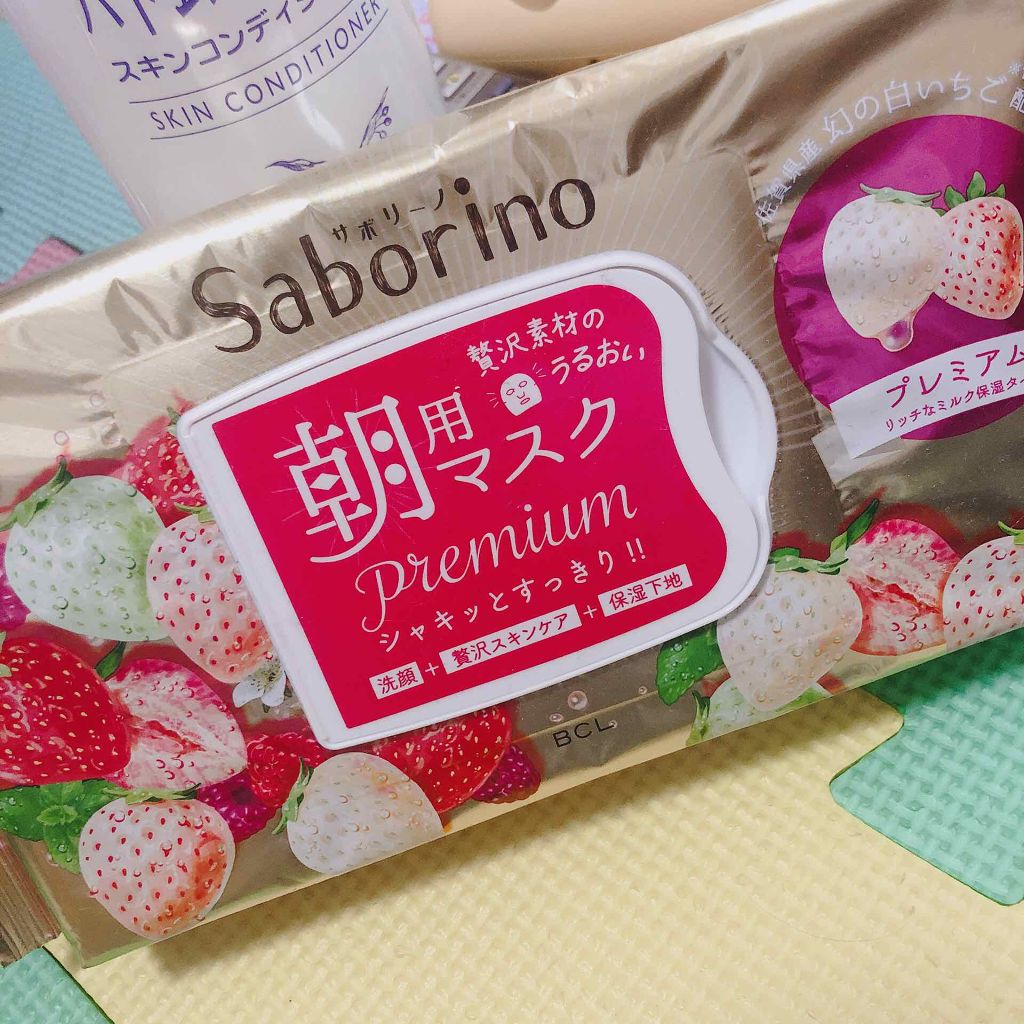 スキンコンディ
SKIN CONDITIONER
サボリーノ
Saborino
贅沢素材の
うるおい
朝用
マスク
premium
シャキッとすっきり!!
洗顔+贅沢スキンケア+保湿下地
BCL
佐賀県産 幻の白いちご※配
プレミアム
リッチなミルク保湿タイ